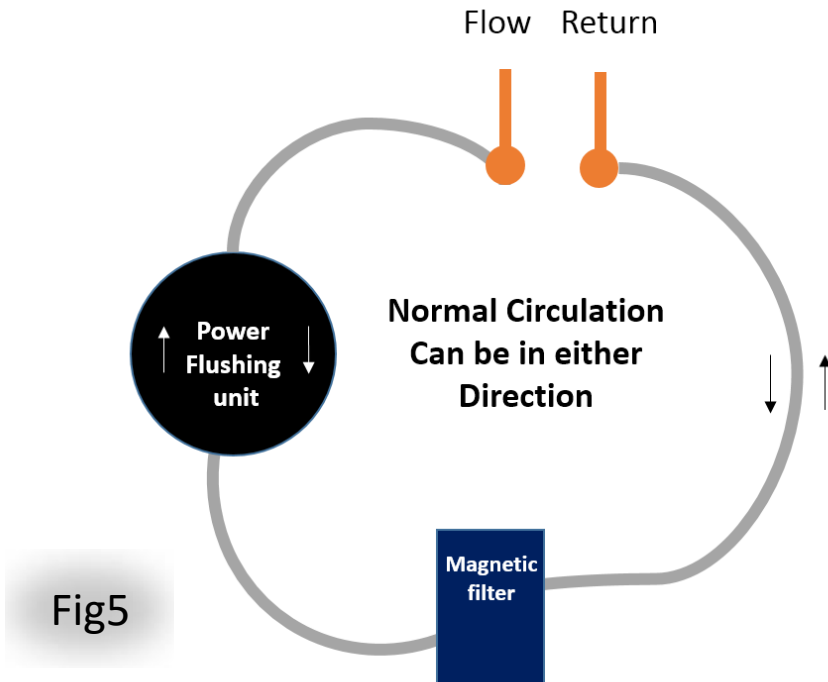 Flow Return
Power
Flushing
unit
Normal Circulation
Can be in either
Direction
Magnetic
filter
Fig5